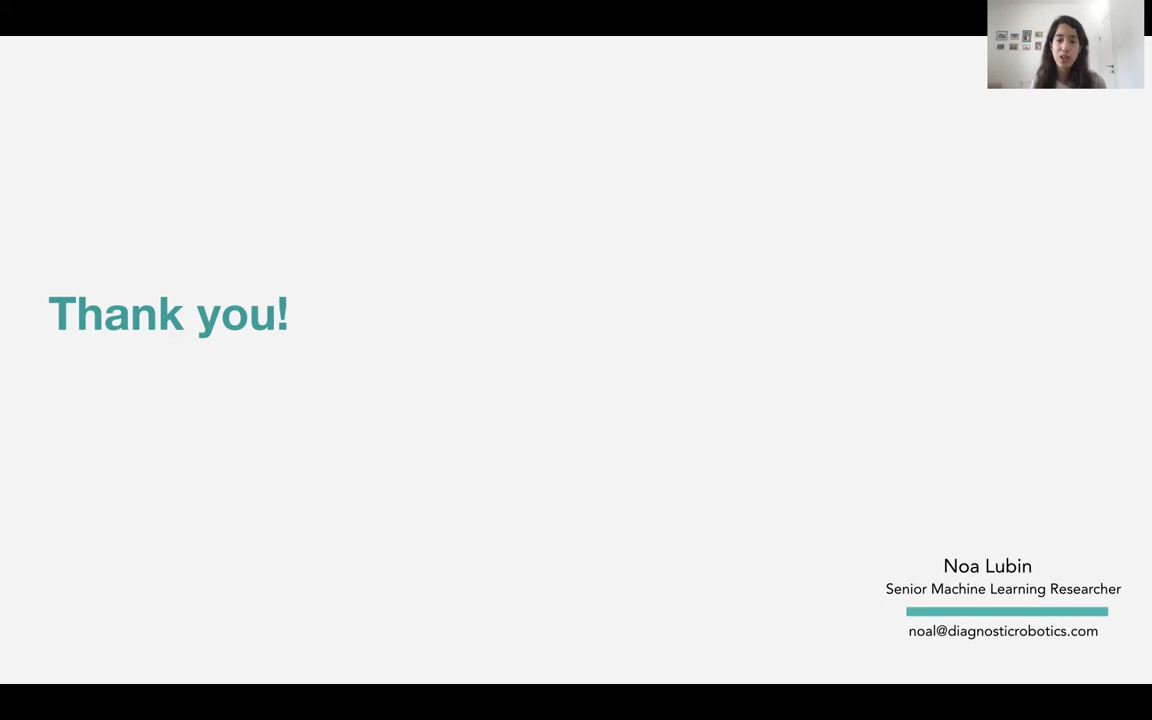 Thank you!
Noa Lubin
Senior Machine Learning Researcher
noal@diagnosticrobotics.com